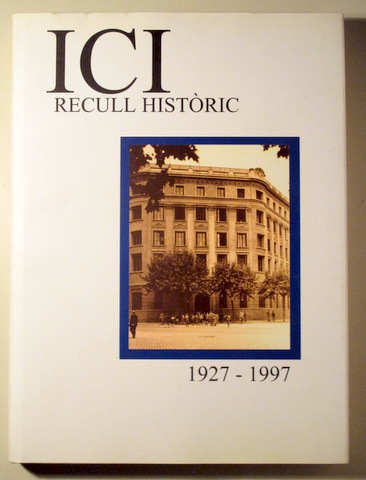 ICI
RECULL HISTÒRIC
1927 - 1997